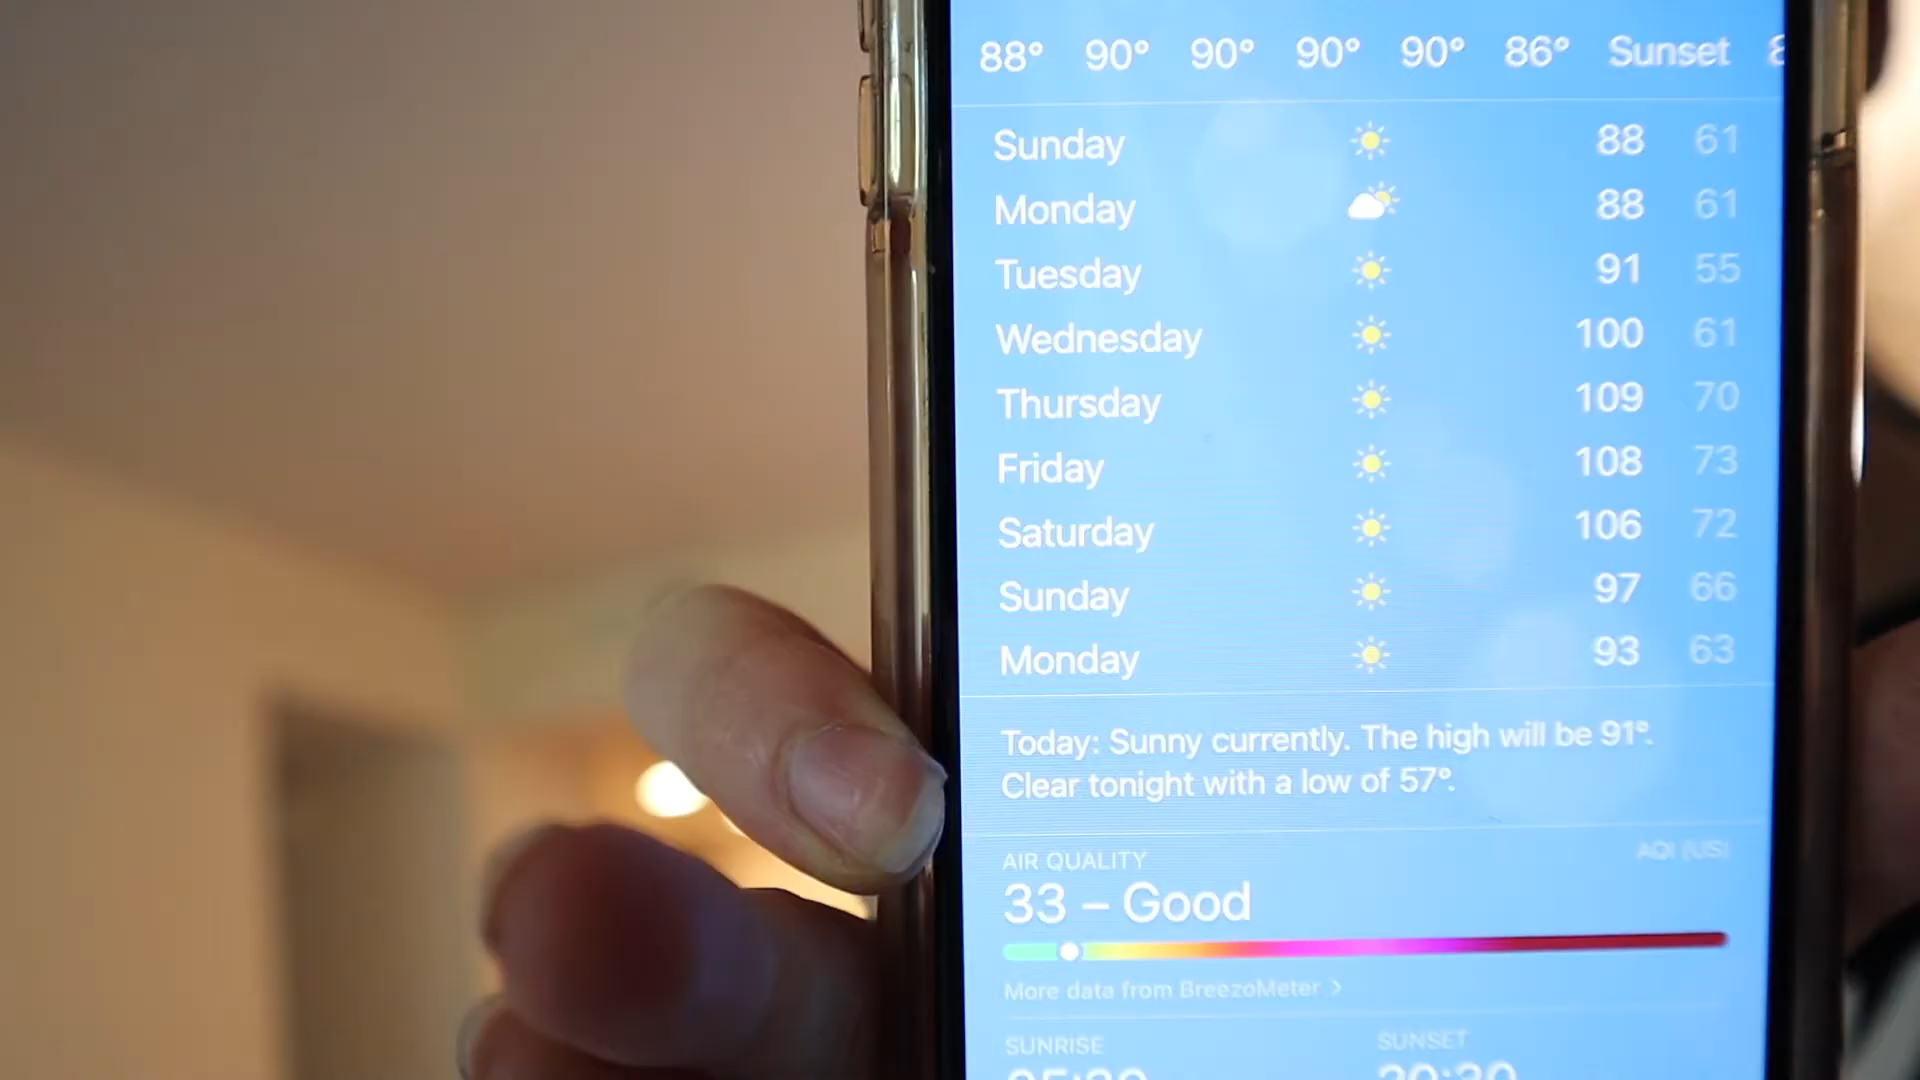 88° 90° 90° 90° 90° 86° Sunset
Sunday 88 61
Monday 88 61
Tuesday 91 55
Wednesday 100 61
Thursday 109 70
Friday 108 73
Saturday 106 72
Sunday 97 66
Monday 93 63
Today: Sunny currently. The high will be 91°.
Clear tonight with a low of 57°.
AIR QUALITY AQI (US)
33 – Good
More data from BreezoMeter >
SUNRISE SUNSET